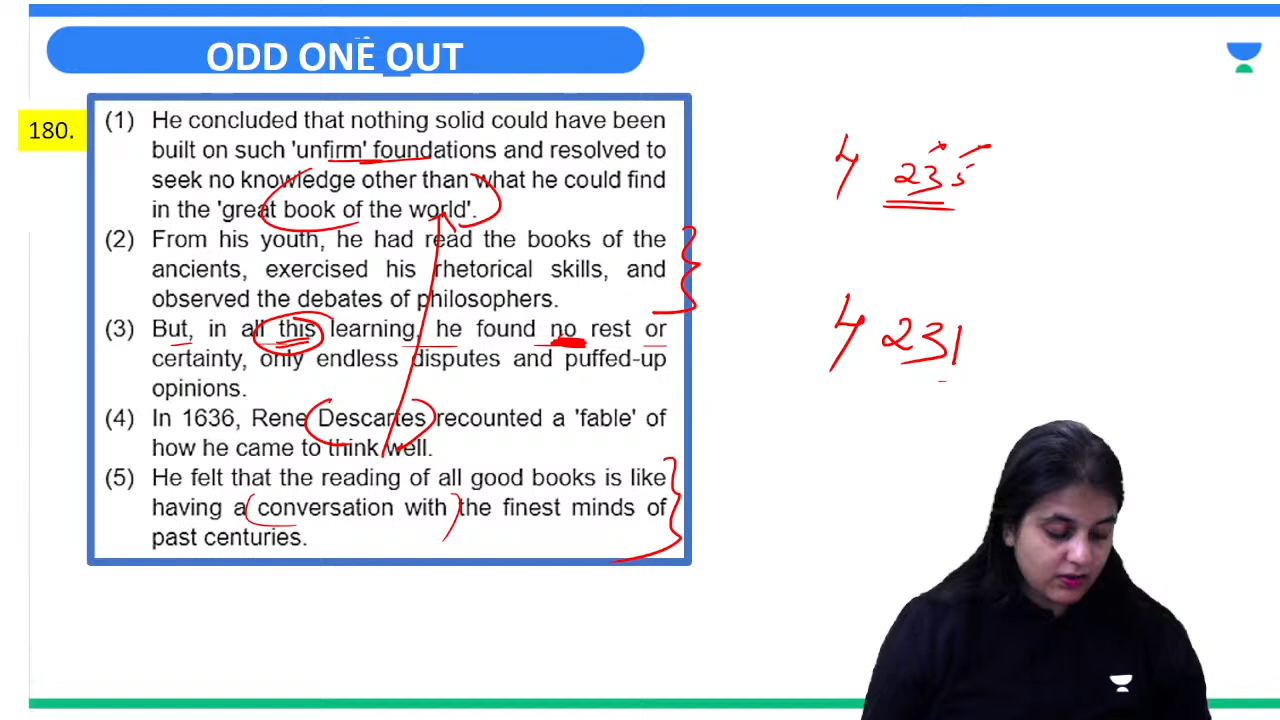 ODD ONE OUT
180.
(1) He concluded that nothing solid could have been
built on such 'unfirm' foundations and resolved to
seek no knowledge other than what he could find
in the 'great book of the world'.
(2) From his youth, he had read the books of the
ancients, exercised his rhetorical skills, and
observed the debates of philosophers.
(3) But, in all this learning, he found no rest or
certainty, only endless disputes and puffed-up
opinions.
(4) In 1636, Rene Descartes recounted a 'fable' of
how he came to think well.
(5) He felt that the reading of all good books is like
having a conversation with the finest minds of
past centuries.
4 23 5
4 231